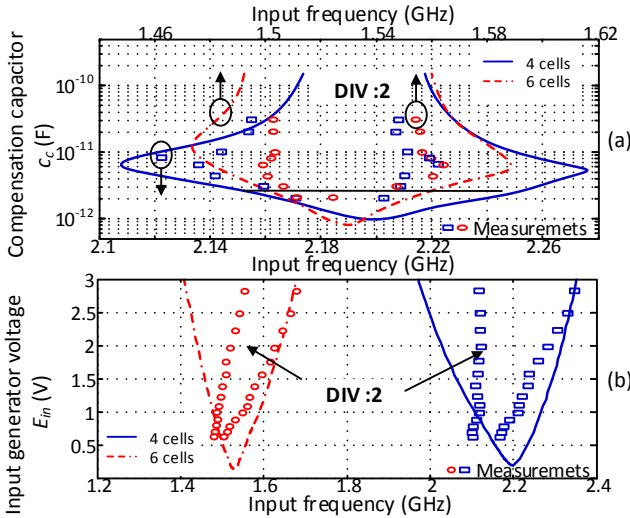 Input frequency (GHz)
1.46 1.5 1.54 1.58 1.62
Compensation capacitor
c_c (F)
10^-10
10^-11
10^-12
4 cells
6 cells
DIV :2
(a)
Measuremets
2.1 2.14 2.18 2.22 2.26
Input frequency (GHz)
Input generator voltage
E_in (V)
3
2.5
2
1.5
1
0.5
DIV :2
(b)
4 cells
6 cells
Measuremets
1.2 1.4 1.6 1.8 2 2.2 2.4
Input frequency (GHz)